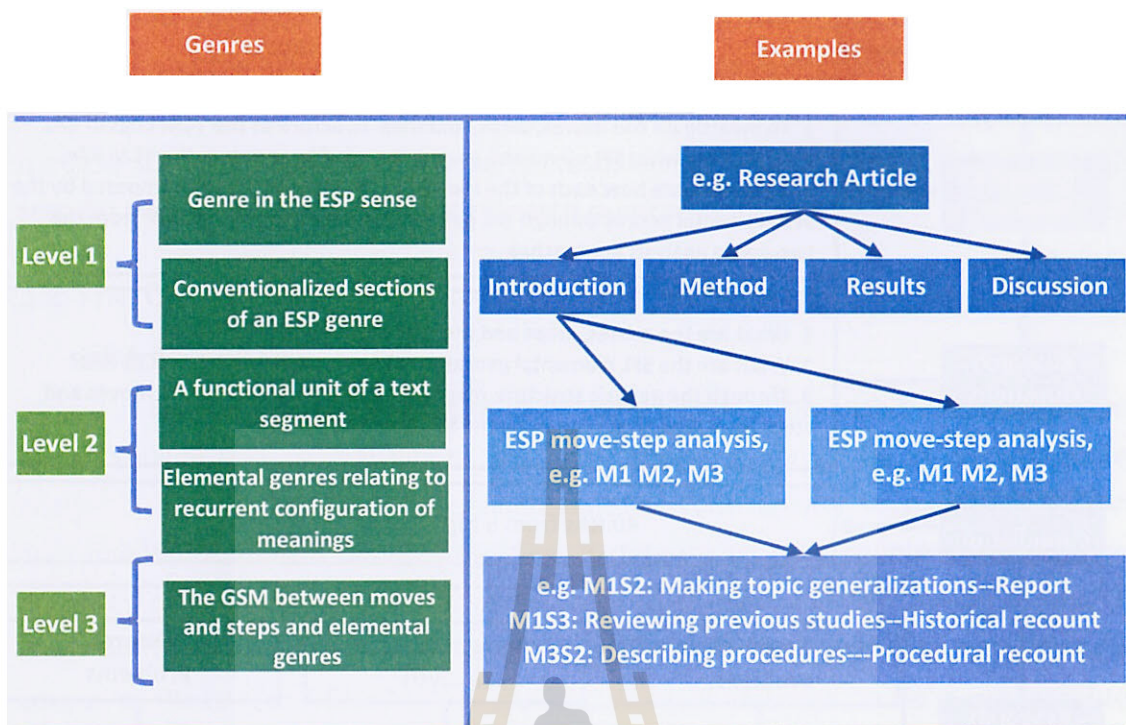 Genres
Examples
Level 1
Genre in the ESP sense
Conventionalized sections
of an ESP genre
e.g. Research Article
Introduction
Method
Results
Discussion
Level 2
A functional unit of a text
segment
Elemental genres relating to
recurrent configuration of
meanings
ESP move-step analysis,
e.g. M1 M2, M3
ESP move-step analysis,
e.g. M1 M2, M3
Level 3
The GSM between moves
and steps and elemental
genres
e.g. M1S2: Making topic generalizations--Report
M1S3: Reviewing previous studies--Historical recount
M3S2: Describing procedures---Procedural recount